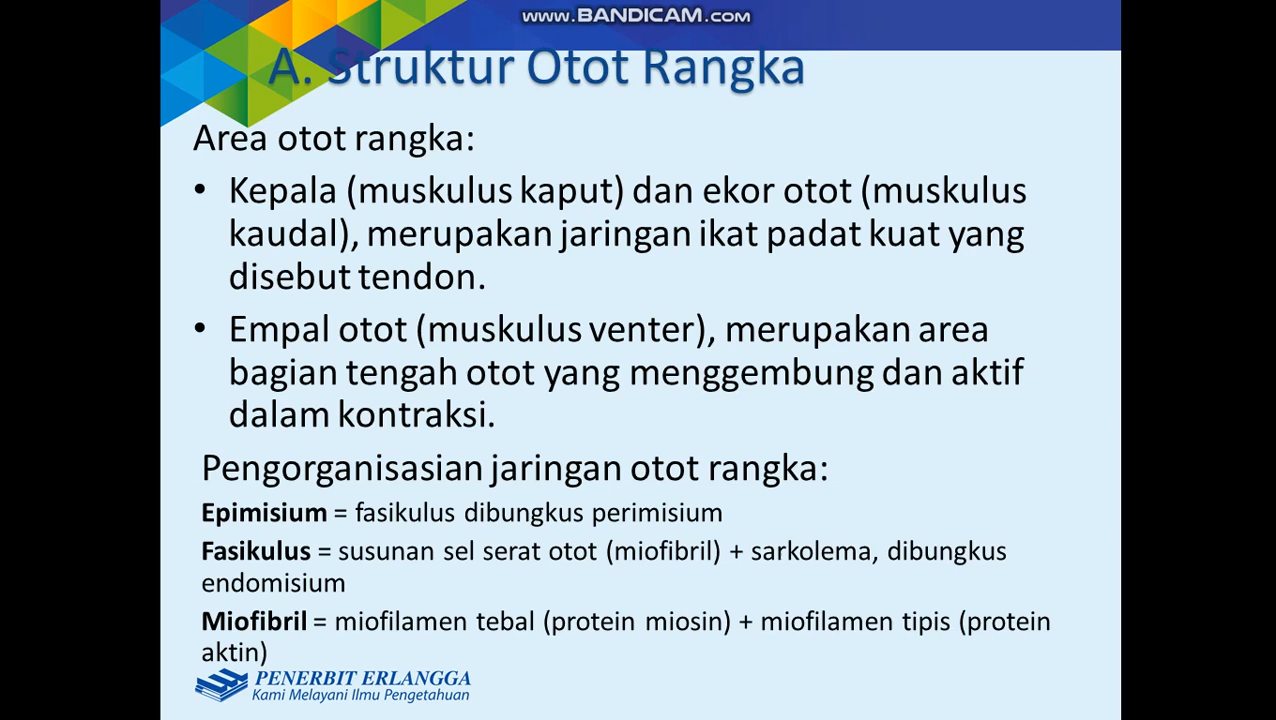 www.BANDICAM.com
A. Struktur Otot Rangka
Area otot rangka:
• Kepala (muskulus kaput) dan ekor otot (muskulus
kaudal), merupakan jaringan ikat padat kuat yang
disebut tendon.
• Empal otot (muskulus venter), merupakan area
bagian tengah otot yang menggembung dan aktif
dalam kontraksi.
Pengorganisasian jaringan otot rangka:
Epimisium = fasikulus dibungkus perimisium
Fasikulus = susunan sel serat otot (miofibril) + sarkolema, dibungkus
endomisium
Miofibril = miofilamen tebal (protein miosin) + miofilamen tipis (protein
aktin)
PENERBIT ERLANGGA
Kami Melayani Ilmu Pengetahuan